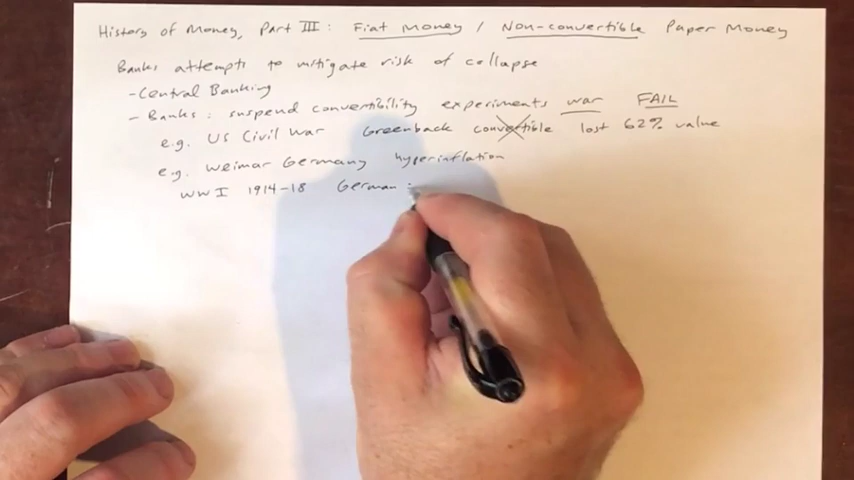 History of Money, Part III: Fiat Money / Non-convertible Paper Money
Banks attempts to mitigate risk of collapse
- Central Banking
- Banks: suspend convertibility experiments war FAIL
e.g. US Civil War Greenback convertible lost 62% value
e.g. Weimar Germany hyperinflation
WWI 1914-18 German